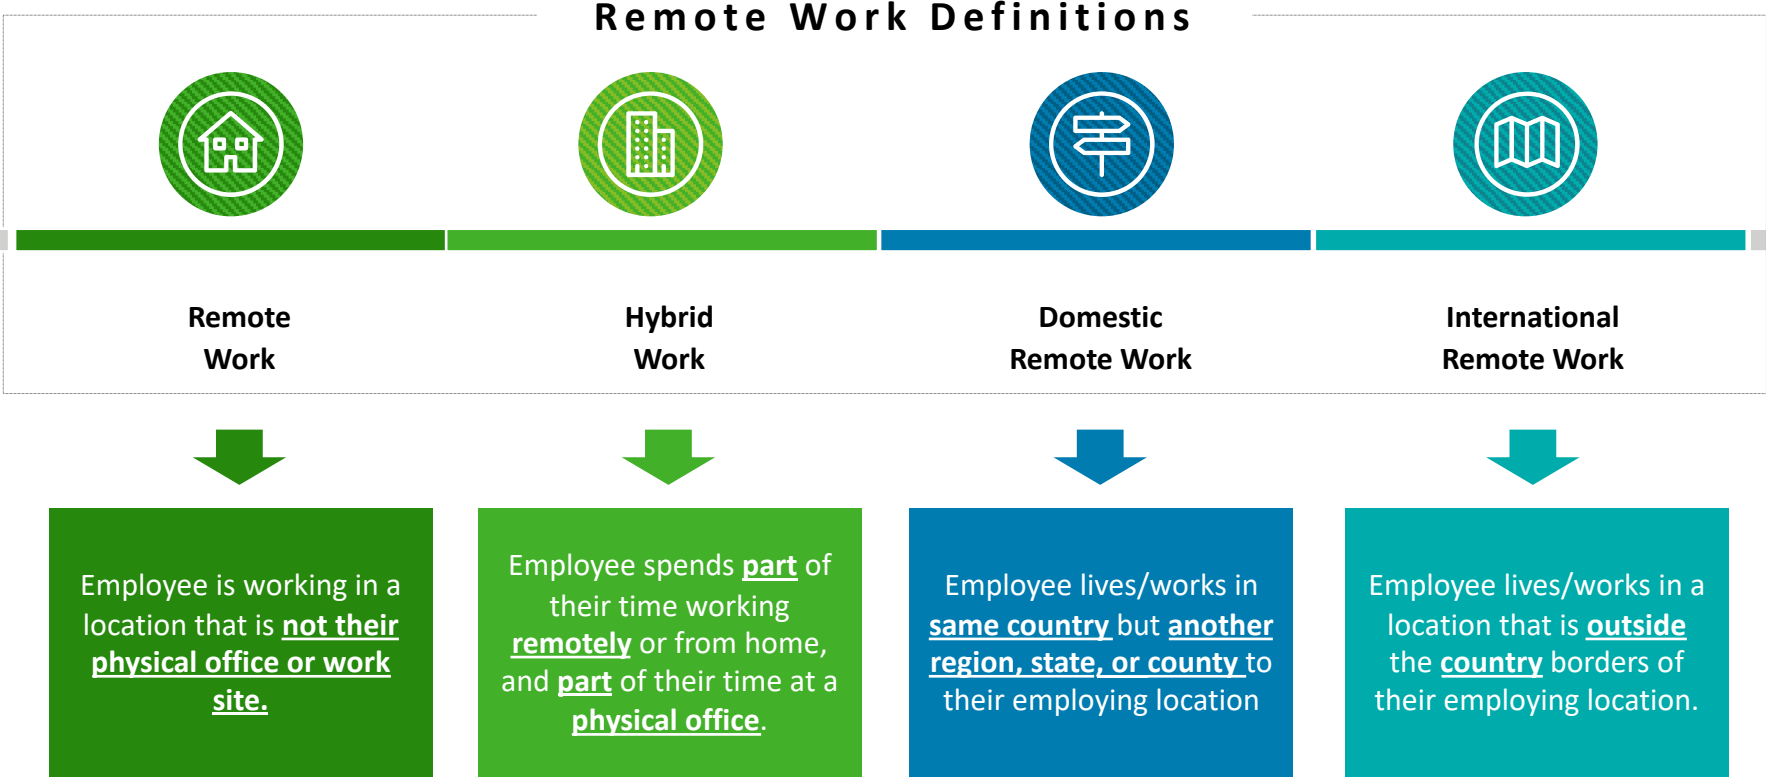 Remote Work Definitions
Remote
Work
Hybrid
Work
Domestic
Remote Work
International
Remote Work
Employee is working in a
location that is not their
physical office or work
site.
Employee spends part of
their time working
remotely or from home,
and part of their time at a
physical office.
Employee lives/works in
same country but another
region, state, or county to
their employing location
Employee lives/works in a
location that is outside
the country borders of
their employing location.